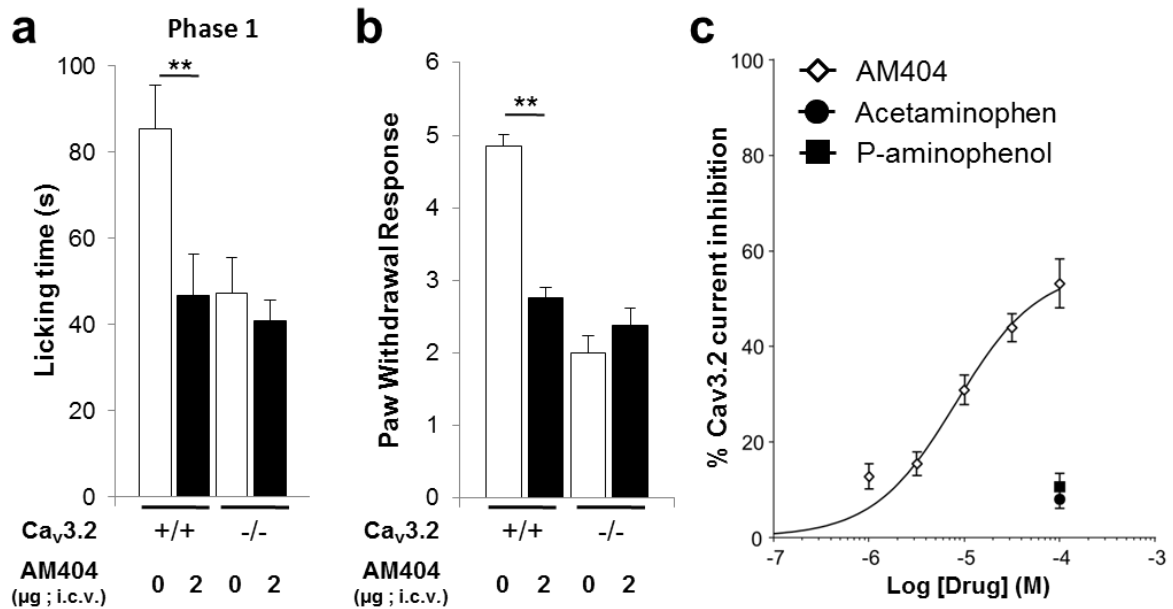 a
Phase 1
Licking time (s)
100
80
60
40
20
0
**
Caᵥ3.2 +/+ -/-
AM404 (µg ; i.c.v.) 0 2 0 2
b
Paw Withdrawal Response
6
5
4
3
2
1
0
**
Caᵥ3.2 +/+ -/-
AM404 (µg ; i.c.v.) 0 2 0 2
c
AM404
Acetaminophen
P-aminophenol
% Cav3.2 current inhibition
100
80
60
40
20
0
-7 -6 -5 -4 -3
Log [Drug] (M)